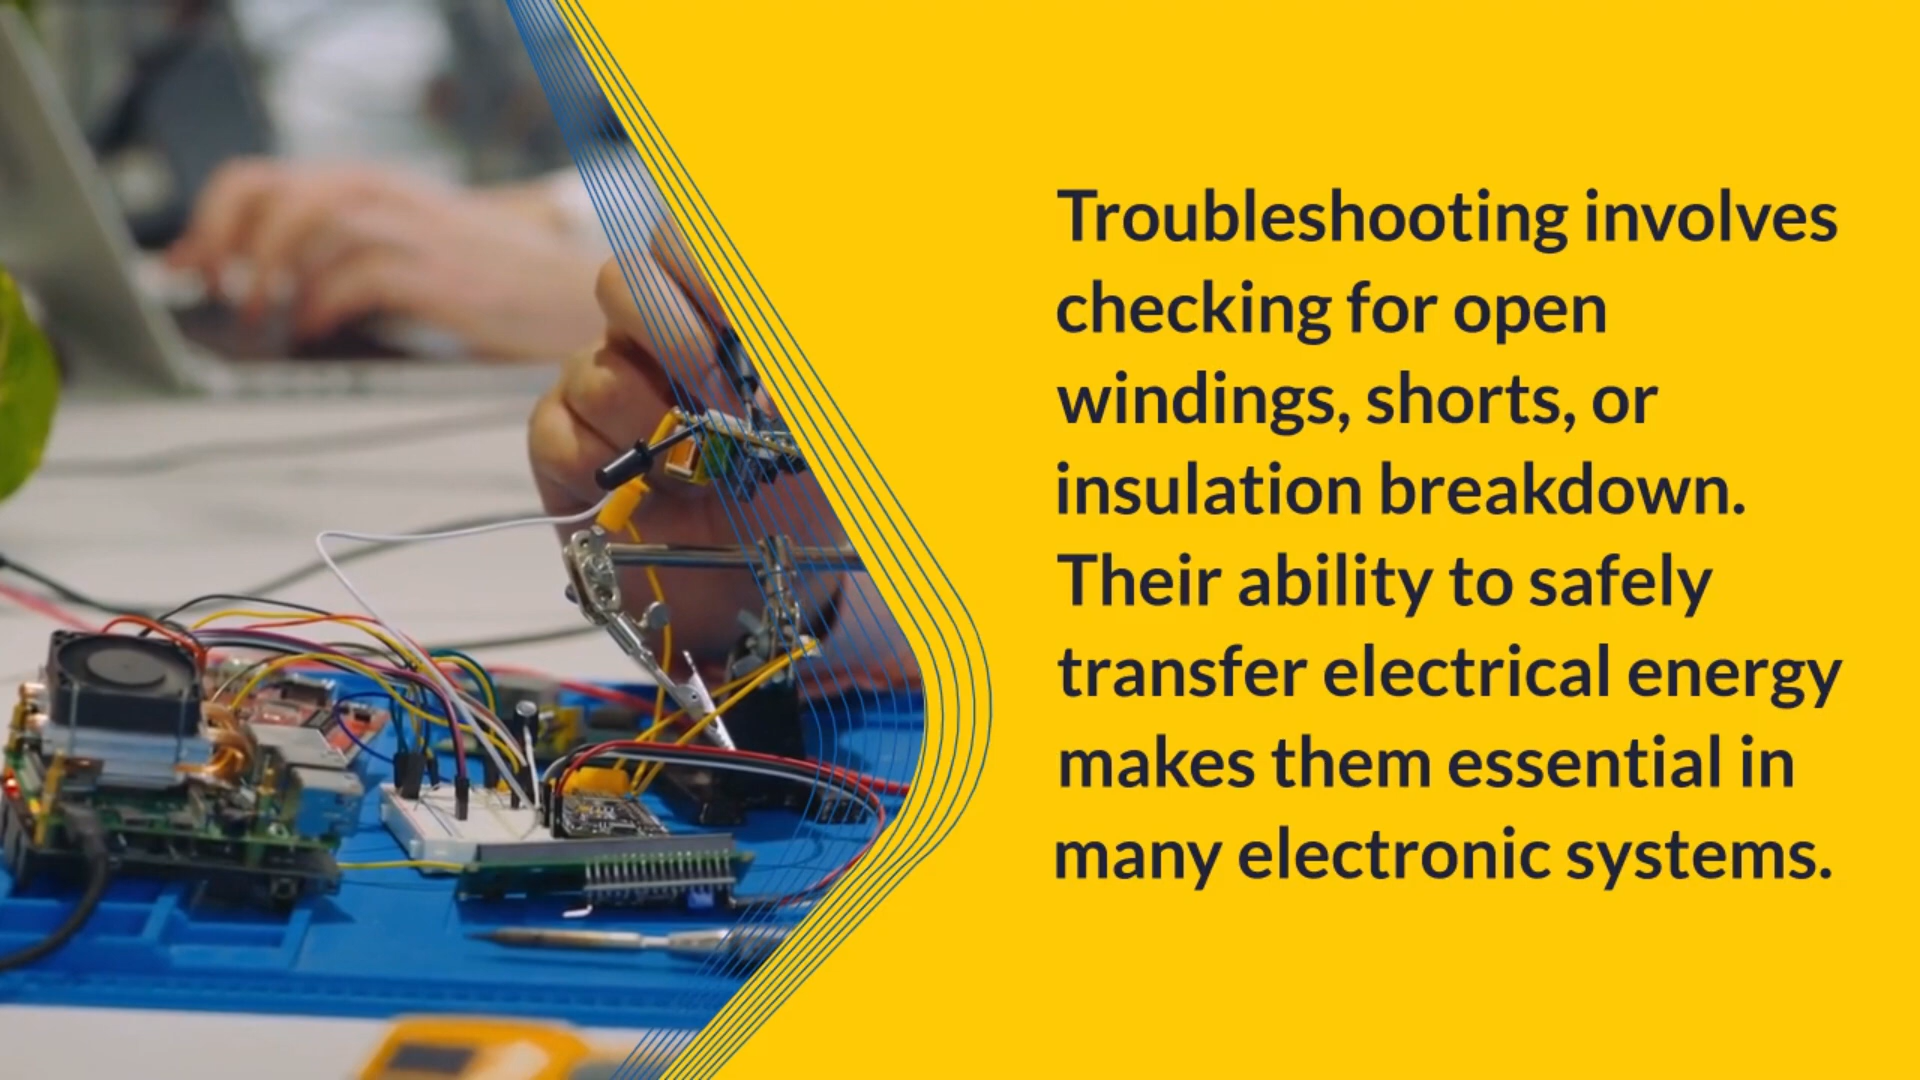 Troubleshooting involves
checking for open
windings, shorts, or
insulation breakdown.
Their ability to safely
transfer electrical energy
makes them essential in
many electronic systems.